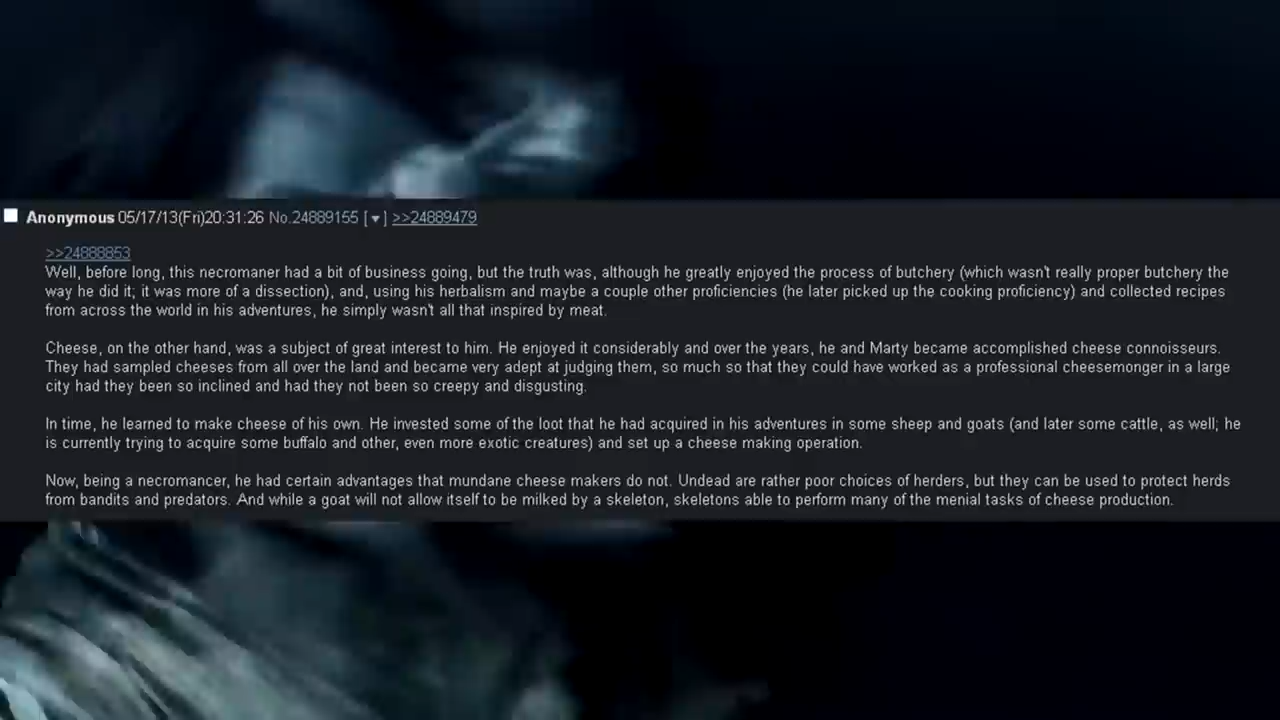 Anonymous 05/17/13(Fri)20:31:26 No.24889155 [▾] >>24889479
>>24888853
Well, before long, this necromaner had a bit of business going, but the truth was, although he greatly enjoyed the process of butchery (which wasn't really proper butchery the
way he did it; it was more of a dissection), and, using his herbalism and maybe a couple other proficiencies (he later picked up the cooking proficiency) and collected recipes
from across the world in his adventures, he simply wasn't all that inspired by meat.
Cheese, on the other hand, was a subject of great interest to him. He enjoyed it considerably and over the years, he and Marty became accomplished cheese connoisseurs.
They had sampled cheeses from all over the land and became very adept at judging them, so much so that they could have worked as a professional cheesemonger in a large
city had they been so inclined and had they not been so creepy and disgusting.
In time, he learned to make cheese of his own. He invested some of the loot that he had acquired in his adventures in some sheep and goats (and later some cattle, as well; he
is currently trying to acquire some buffalo and other, even more exotic creatures) and set up a cheese making operation.
Now, being a necromancer, he had certain advantages that mundane cheese makers do not. Undead are rather poor choices of herders, but they can be used to protect herds
from bandits and predators. And while a goat will not allow itself to be milked by a skeleton, skeletons able to perform many of the menial tasks of cheese production.